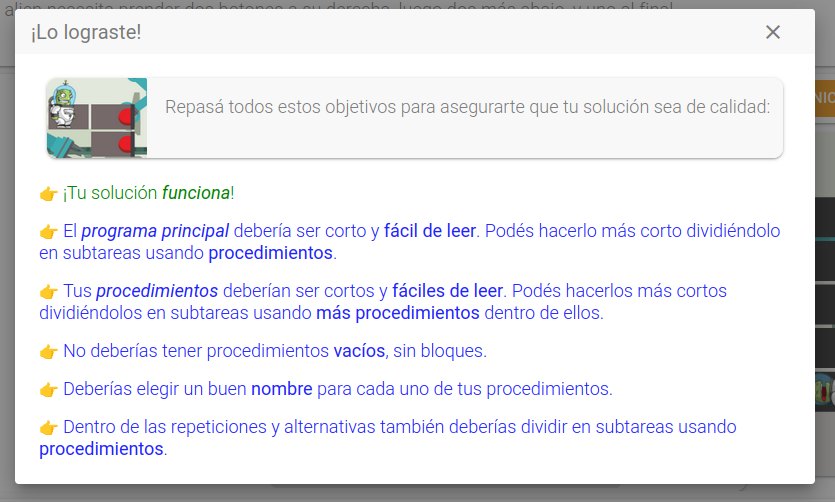 alien necesita prender dos botones a su derecha, luego dos más abajo, y uno al final
¡Lo lograste!
Repasá todos estos objetivos para asegurarte que tu solución sea de calidad:
NIC
👉 ¡Tu solución funciona!
👉 El programa principal debería ser corto y fácil de leer. Podés hacerlo más corto dividiéndolo
en subtareas usando procedimientos.
👉 Tus procedimientos deberían ser cortos y fáciles de leer. Podés hacerlos más cortos
dividiéndolos en subtareas usando más procedimientos dentro de ellos.
👉 No deberías tener procedimientos vacíos, sin bloques.
👉 Deberías elegir un buen nombre para cada uno de tus procedimientos.
👉 Dentro de las repeticiones y alternativas también deberías dividir en subtareas usando
procedimientos.